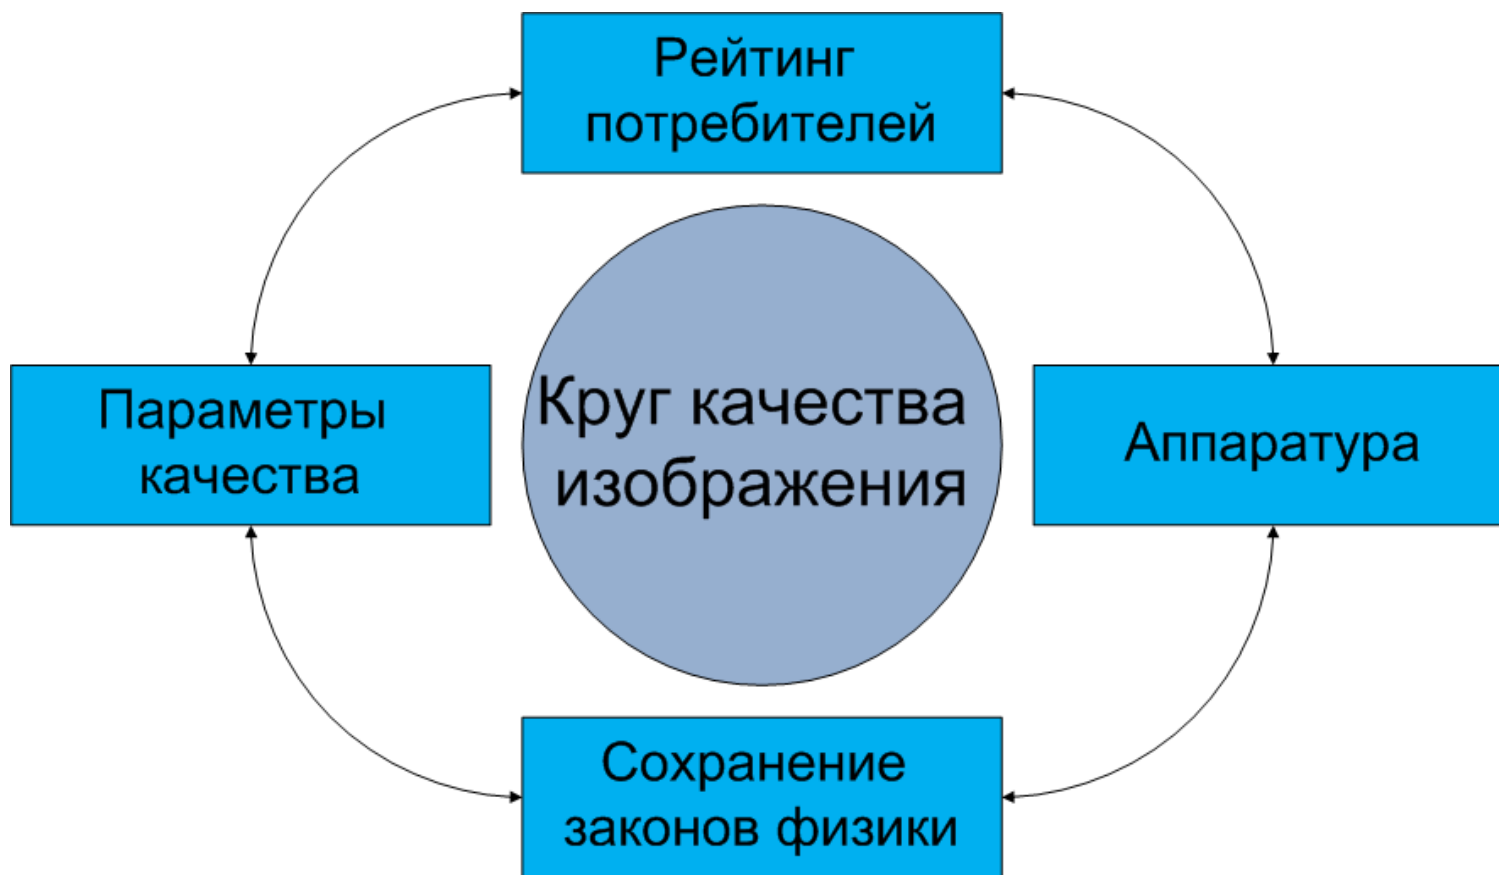 Рейтинг
потребителей
Параметры
качества
Круг качества
изображения
Аппаратура
Сохранение
законов физики